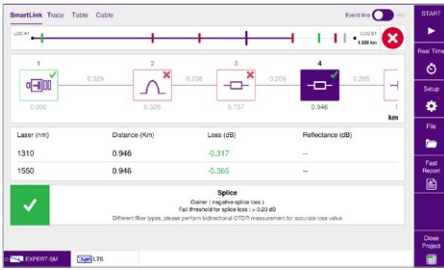 SmartLink Trace Table Cable Event line
LOC A1 LOC B1
1 2 3 4
0.529 0.208 0.209 0.205
0.000 0.529 0.737 0.946
km
Laser (nm) Distance (Km) Loss (dB) Reflectance (dB)
1310 0.946 -0.317 --
1550 0.946 -0.365 --
Splice
Gainer ( negative splice loss )
Fail threshold for splice loss : > 0.20 dB
Different fiber types, please perform bidirectional OTDR measurement for accurate loss value
EXPERT-SM LTS
START
Real Time
Setup
File
Fast
Report
Close
Project